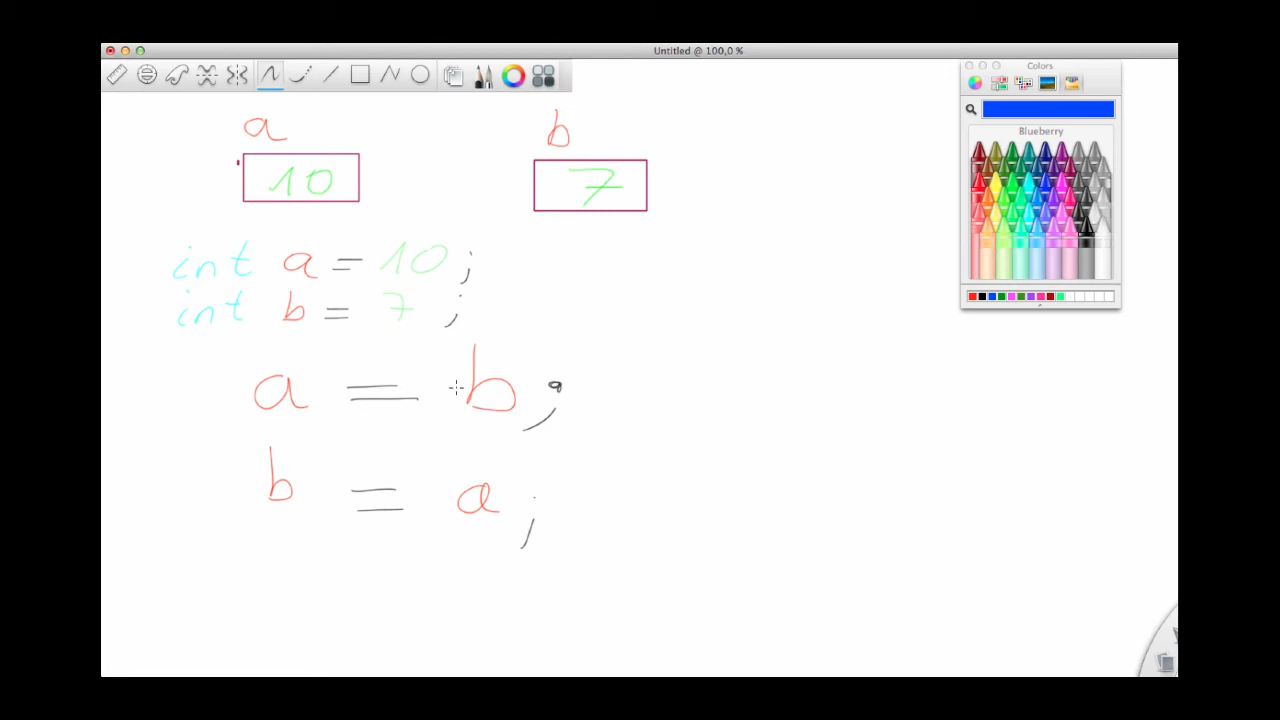 Untitled @ 100,0 %
Colors
Blueberry
a b
10 7
int a = 10 ;
int b = 7 ;
a = b ;
b = a ;